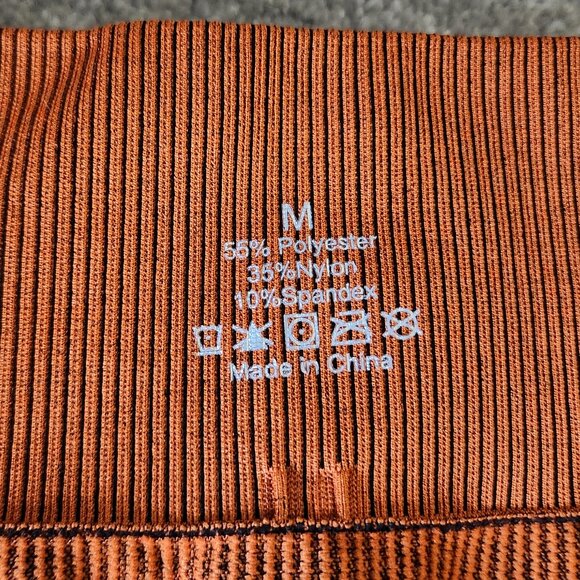 M
55% Polyester
35%Nylon
10%Spandex
Made in China